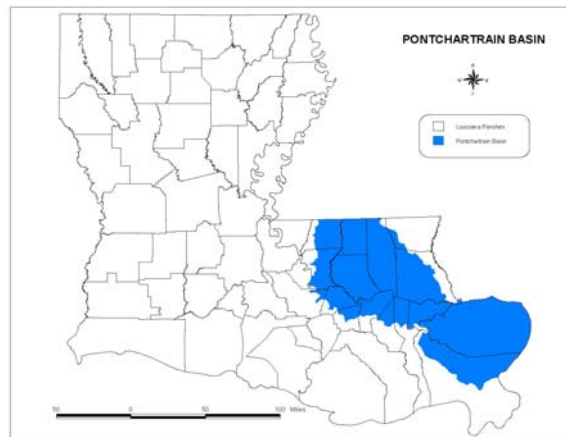 PONTCHARTRAIN BASIN
N
W E
S
Louisiana Parishes
Pontchartrain Basin
50 0 50 100 Miles